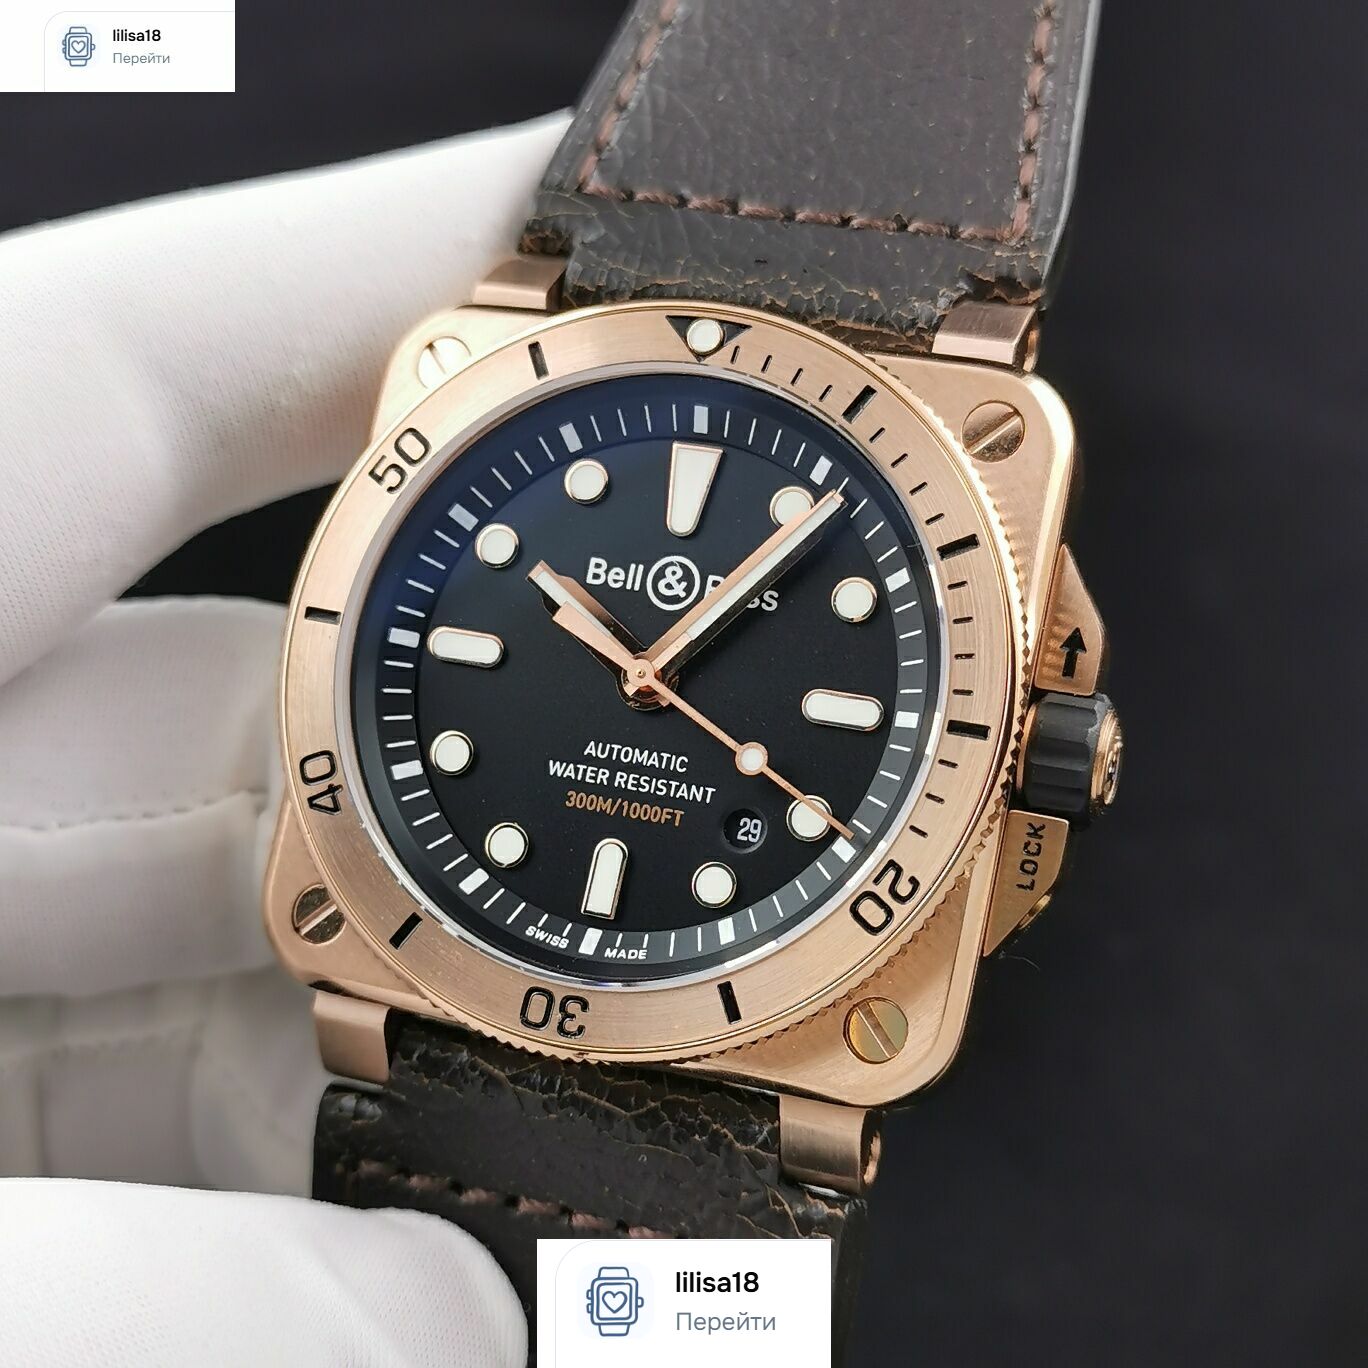 lilisa18
Перейти
50
Bell & Ross
AUTOMATIC
WATER RESISTANT
300M/1000FT
29
LOCK
40
20
SWISS MADE
30
lilisa18
Перейти